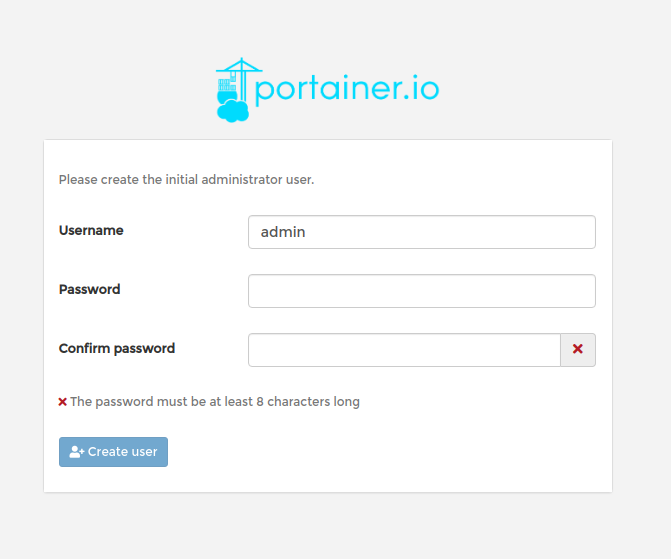 portainer.io
Please create the initial administrator user.
Username
admin
Password
Confirm password
The password must be at least 8 characters long
Create user